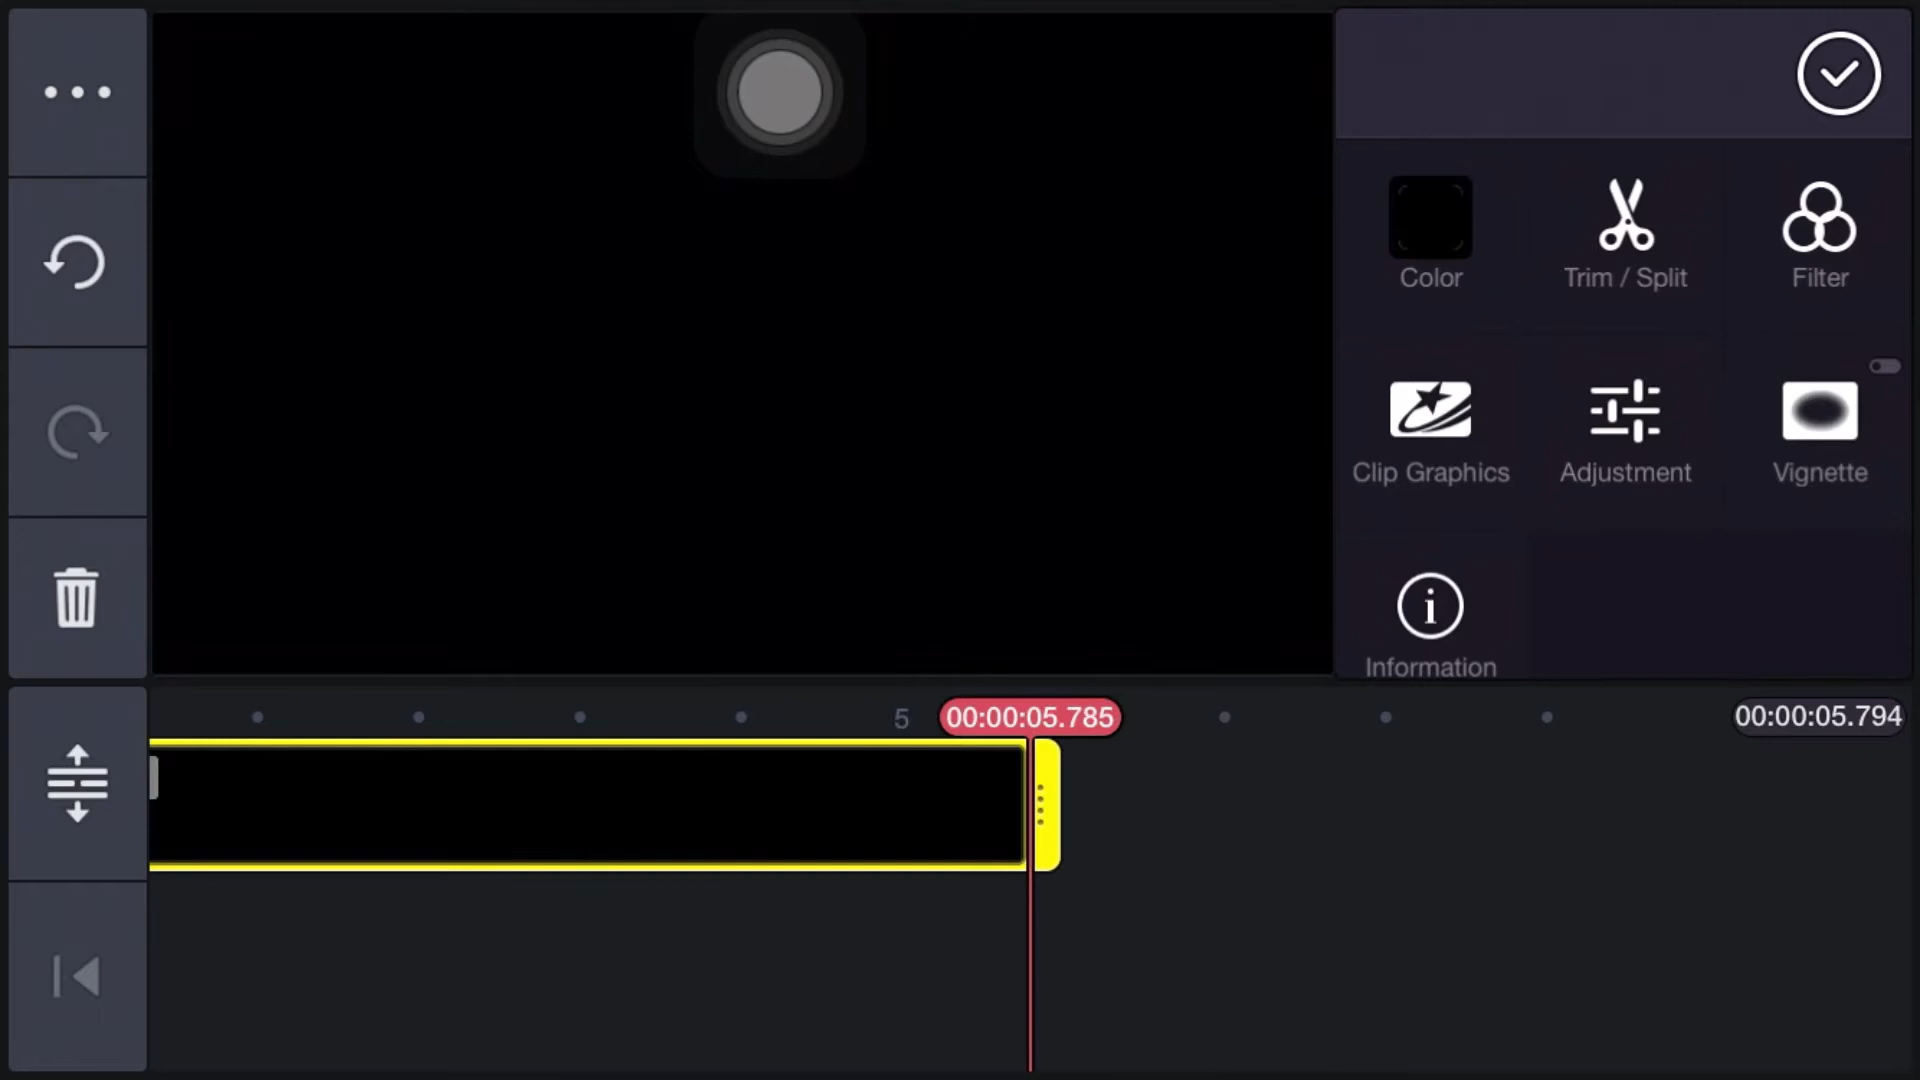 Color
Trim / Split
Filter
Clip Graphics
Adjustment
Vignette
Information
5
00:00:05.785
00:00:05.794